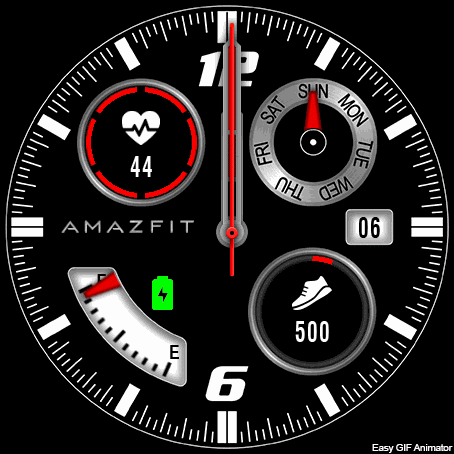 12
SUN
MON
TUE
WED
THU
FRI
SAT
44
AMAZFIT
06
F
E
500
6
Easy GIF Animator